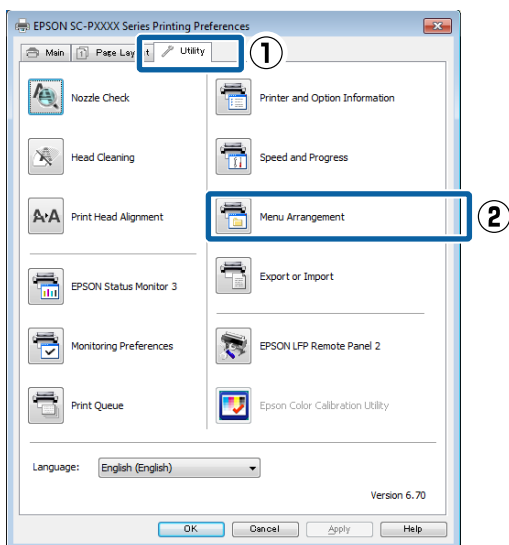 EPSON SC-PXXXX Series Printing Preferences
Main
Page Lay t
Utility
1
Nozzle Check
Printer and Option Information
Head Cleaning
Speed and Progress
A A
Print Head Alignment
Menu Arrangement
2
EPSON Status Monitor 3
Export or Import
Monitoring Preferences
EPSON LFP Remote Panel 2
Print Queue
Epson Color Calibration Utility
Language: English (English)
Version 6.70
OK Cancel Apply Help